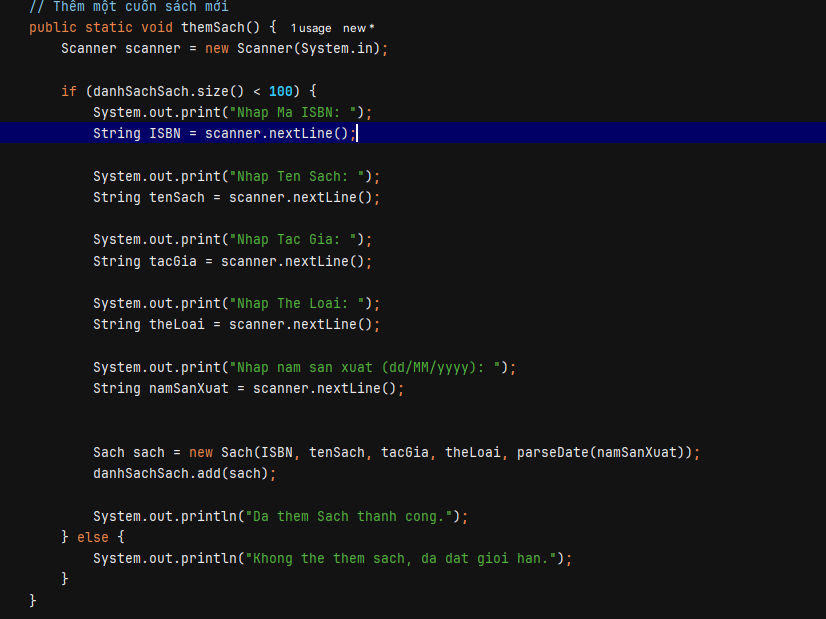 // Thêm một cuốn sách mới
public static void themSach() { 1 usage new *
Scanner scanner = new Scanner(System.in);
if (danhSachSach.size() < 100) {
System.out.print("Nhap Ma ISBN: ");
String ISBN = scanner.nextLine();
System.out.print("Nhap Ten Sach: ");
String tenSach = scanner.nextLine();
System.out.print("Nhap Tac Gia: ");
String tacGia = scanner.nextLine();
System.out.print("Nhap The Loai: ");
String theLoai = scanner.nextLine();
System.out.print("Nhap nam san xuat (dd/MM/yyyy): ");
String namSanXuat = scanner.nextLine();
Sach sach = new Sach(ISBN, tenSach, tacGia, theLoai, parseDate(namSanXuat));
danhSachSach.add(sach);
System.out.println("Da them Sach thanh cong.");
} else {
System.out.println("Khong the them sach, da dat gioi han.");
}
}